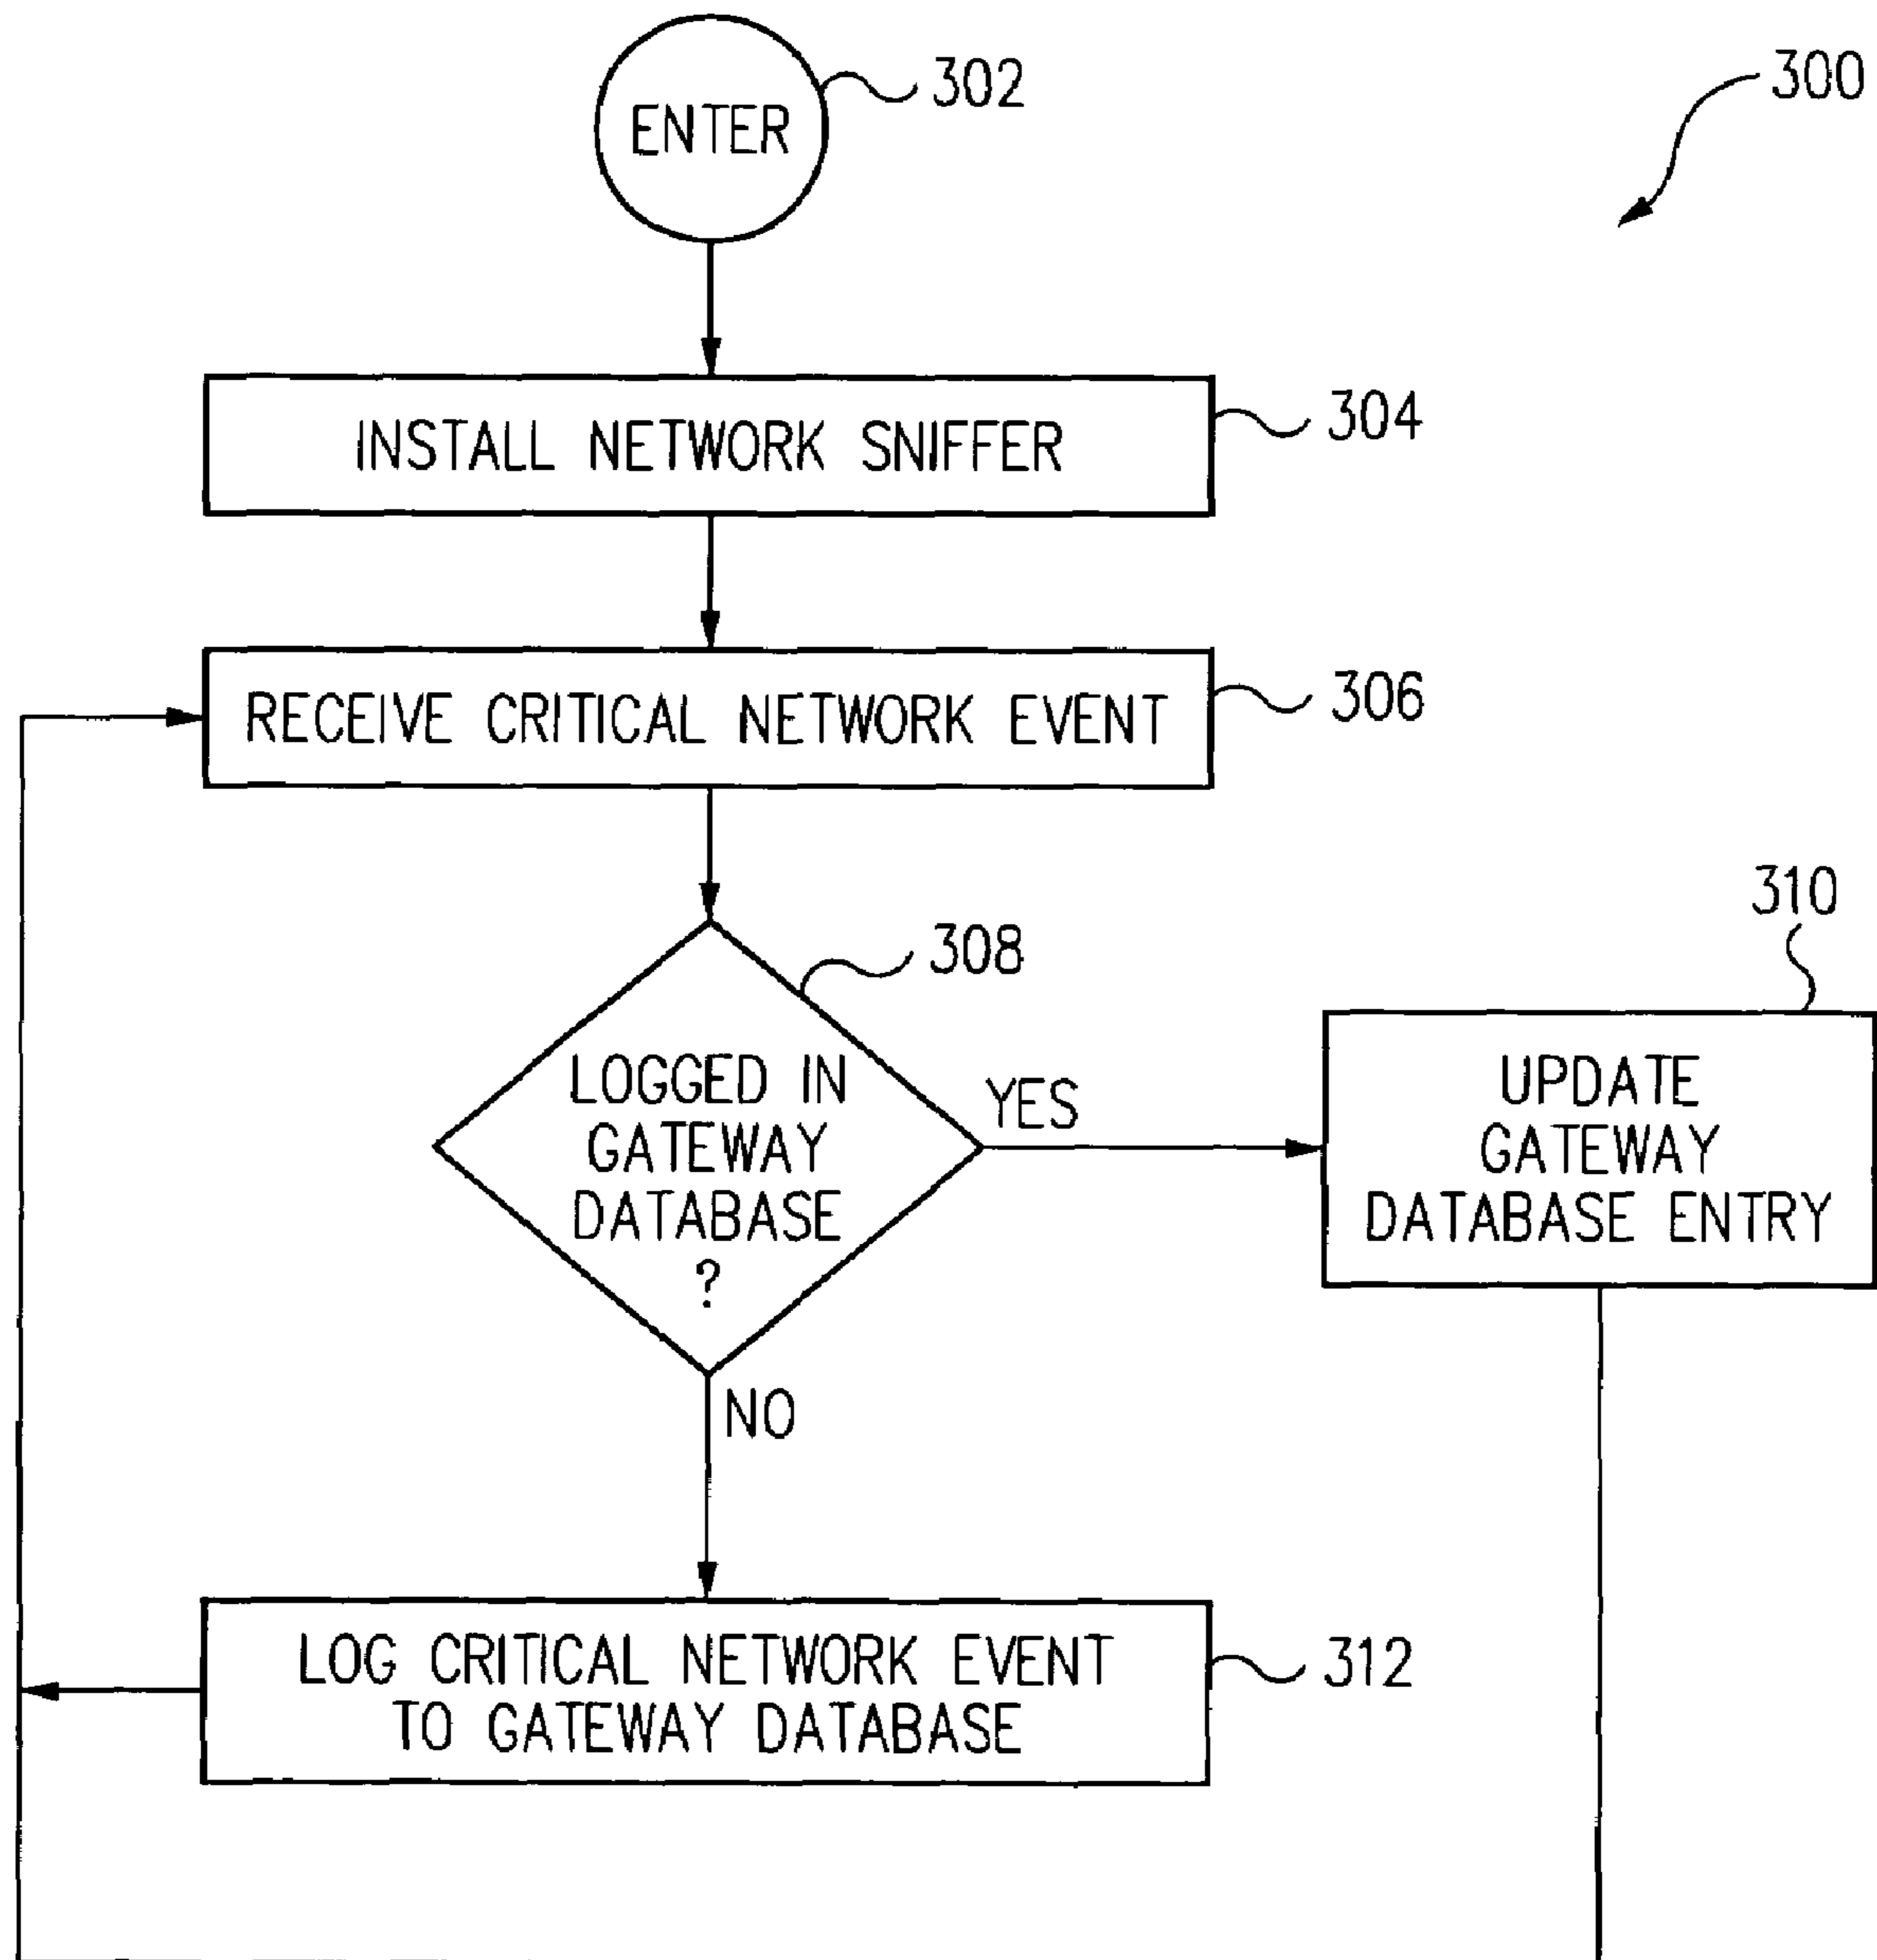 302
ENTER
300
INSTALL NETWORK SNIFFER
304
RECEIVE CRITICAL NETWORK EVENT
306
308
310
LOGGED IN
GATEWAY
DATABASE
?
YES
UPDATE
GATEWAY
DATABASE ENTRY
NO
LOG CRITICAL NETWORK EVENT
TO GATEWAY DATABASE
312